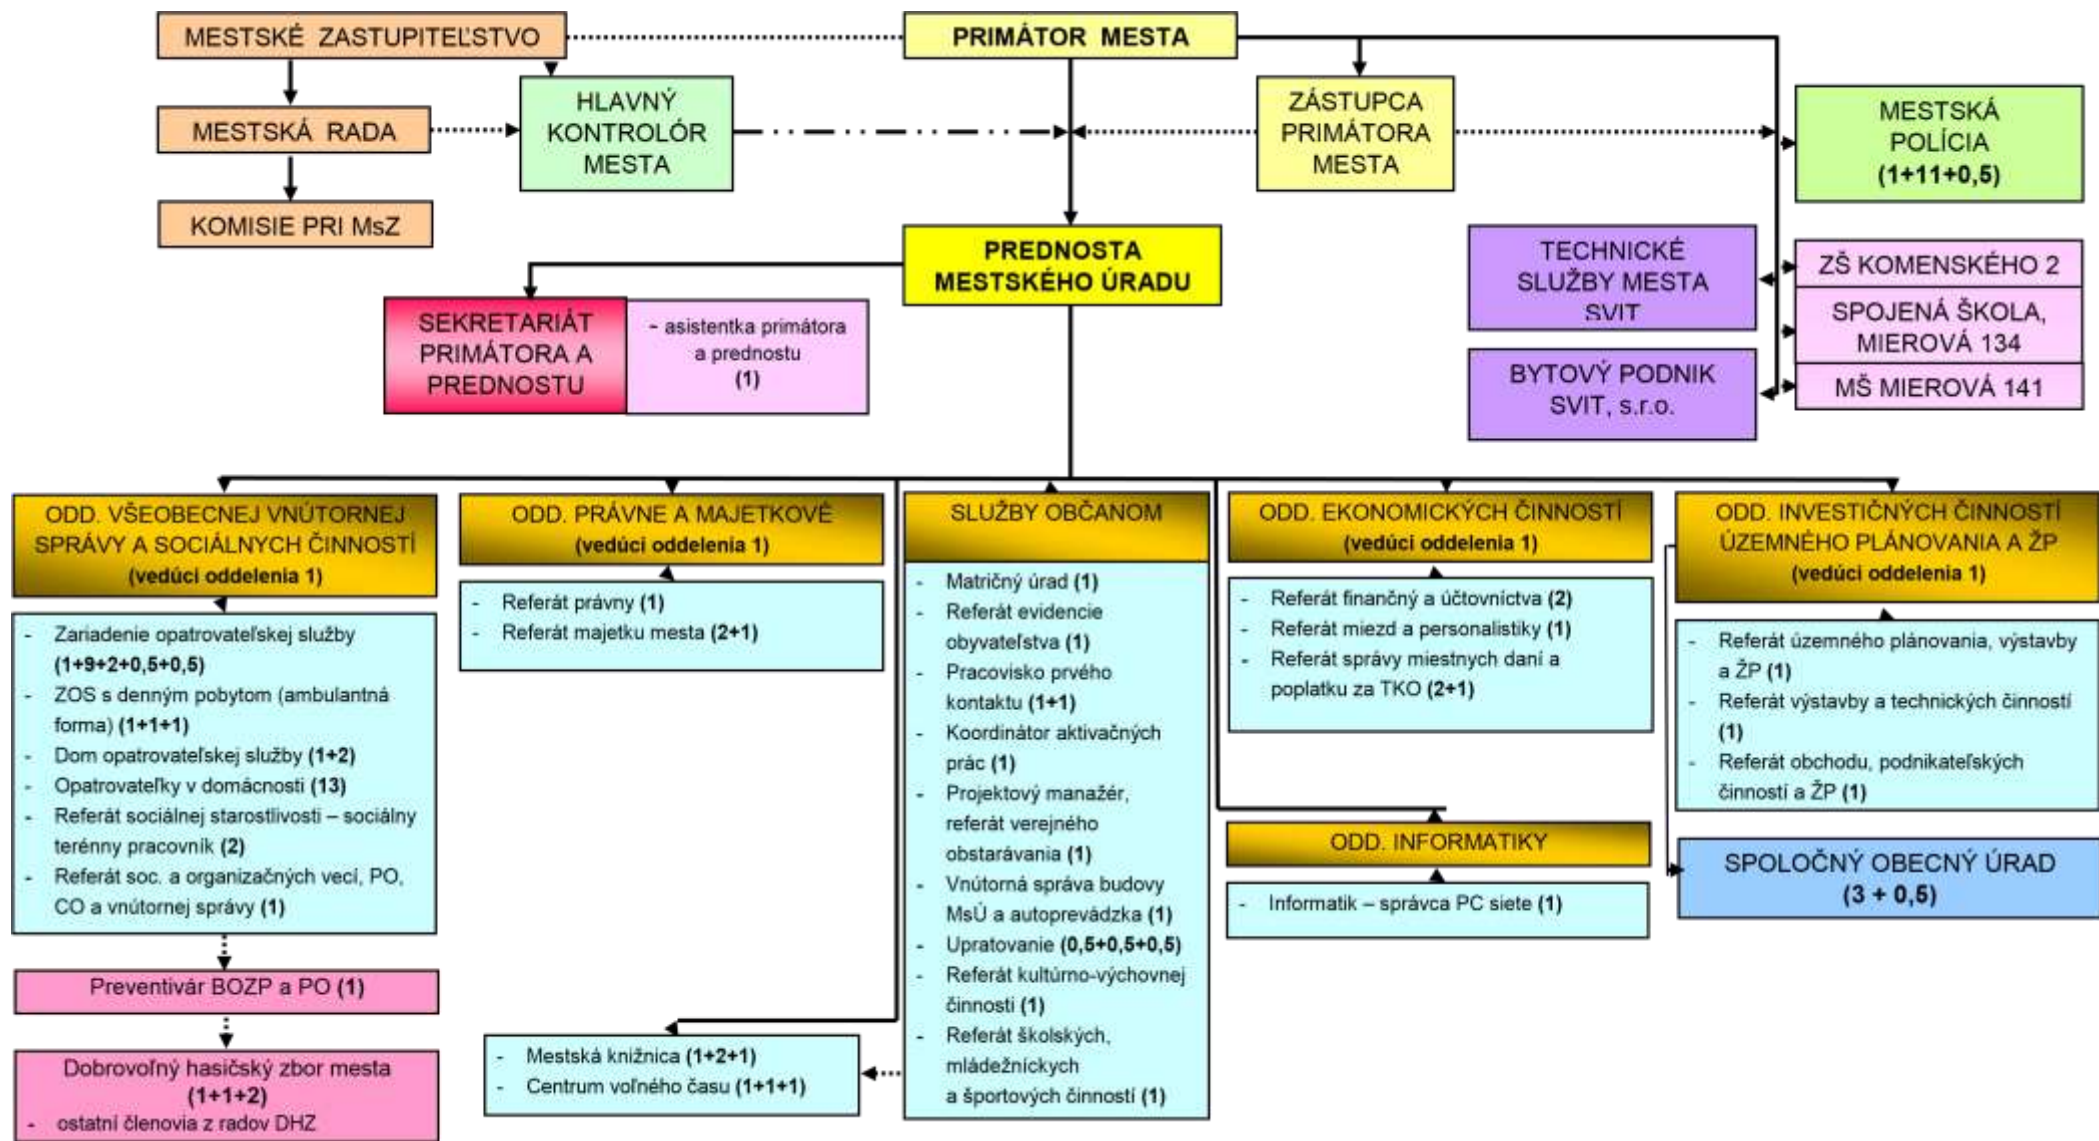 MESTSKÉ ZASTUPITEĽSTVO
PRIMÁTOR MESTA
HLAVNÝ
KONTROLÓR
MESTA
ZÁSTUPCA
PRIMÁTORA
MESTA
MESTSKÁ
POLÍCIA
(1+11+0,5)
MESTSKÁ RADA
KOMISIE PRI MsZ
PREDNOSTA
MESTSKÉHO ÚRADU
TECHNICKÉ
SLUŽBY MESTA
SVIT
ZŠ KOMENSKÉHO 2
SPOJENÁ ŠKOLA,
MIEROVÁ 134
MŠ MIEROVÁ 141
BYTOVÝ PODNIK
SVIT, s.r.o.
SEKRETARIÁT
PRIMÁTORA A
PREDNOSTU
- asistentka primátora
a prednostu
(1)
ODD. VŠEOBECNEJ VNÚTORNEJ
SPRÁVY A SOCIÁLNYCH ČINNOSTÍ
(vedúci oddelenia 1)
- Zariadenie opatrovateľskej služby
(1+9+2+0,5+0,5)
- ZOS s denným pobytom (ambulantná
forma) (1+1+1)
- Dom opatrovateľskej služby (1+2)
- Opatrovateľky v domácnosti (13)
- Referát sociálnej starostlivosti – sociálny
terénny pracovník (2)
- Referát soc. a organizačných vecí, PO,
CO a vnútornej správy (1)
Preventivár BOZP a PO (1)
Dobrovoľný hasičský zbor mesta
(1+1+2)
- ostatní členovia z radov DHZ
ODD. PRÁVNE A MAJETKOVÉ
(vedúci oddelenia 1)
- Referát právny (1)
- Referát majetku mesta (2+1)
- Mestská knižnica (1+2+1)
- Centrum voľného času (1+1+1)
SLUŽBY OBČANOM
- Matričný úrad (1)
- Referát evidencie
obyvateľstva (1)
- Pracovisko prvého
kontaktu (1+1)
- Koordinátor aktivačných
prác (1)
- Projektový manažér,
referát verejného
obstarávania (1)
- Vnútorná správa budovy
MsÚ a autoprevádzka (1)
- Upratovanie (0,5+0,5+0,5)
- Referát kultúrno-výchovnej
činnosti (1)
- Referát školských,
mládežníckych
a športových činností (1)
ODD. EKONOMICKÝCH ČINNOSTÍ
(vedúci oddelenia 1)
- Referát finančný a účtovníctva (2)
- Referát miezd a personalistiky (1)
- Referát správy miestnych daní a
poplatku za TKO (2+1)
ODD. INFORMATIKY
- Informatik – správca PC siete (1)
ODD. INVESTIČNÝCH ČINNOSTÍ
ÚZEMNÉHO PLÁNOVANIA A ŽP
(vedúci oddelenia 1)
- Referát územného plánovania, výstavby
a ŽP (1)
- Referát výstavby a technických činností
(1)
- Referát obchodu, podnikateľských
činností a ŽP (1)
SPOLOČNÝ OBECNÝ ÚRAD
(3 + 0,5)